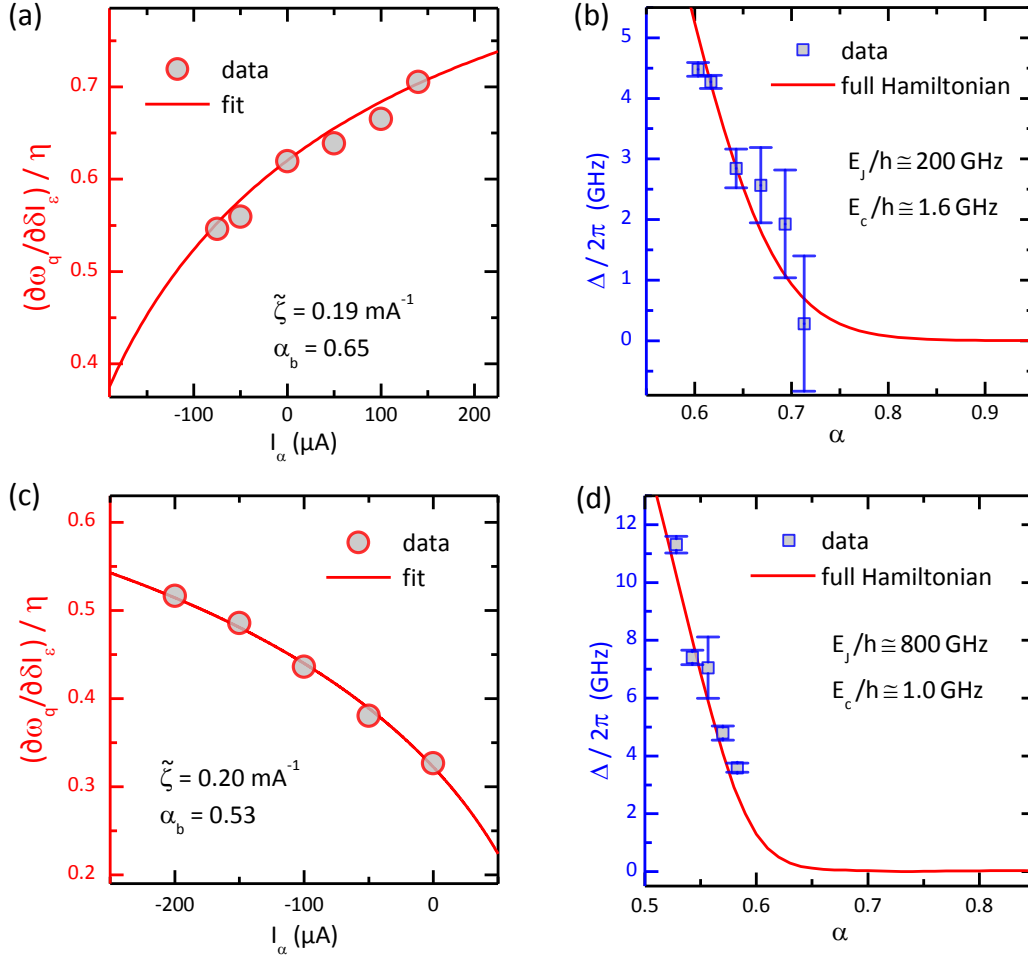 (a)
(∂ω_q/∂δI_ε) / η
0.7
0.6
0.5
0.4
data
fit
ζ̃ = 0.19 mA⁻¹
α_b = 0.65
-100 0 100 200
I_α (μA)
(b)
Δ / 2π (GHz)
5
4
3
2
1
0
data
full Hamiltonian
E_J/h ≅ 200 GHz
E_c/h ≅ 1.6 GHz
0.6 0.7 0.8 0.9
α
(c)
(∂ω_q/∂δI_ε) / η
0.6
0.5
0.4
0.3
0.2
data
fit
ζ̃ = 0.20 mA⁻¹
α_b = 0.53
-200 -100 0
I_α (μA)
(d)
Δ / 2π (GHz)
12
10
8
6
4
2
0
data
full Hamiltonian
E_J/h ≅ 800 GHz
E_c/h ≅ 1.0 GHz
0.5 0.6 0.7 0.8
α